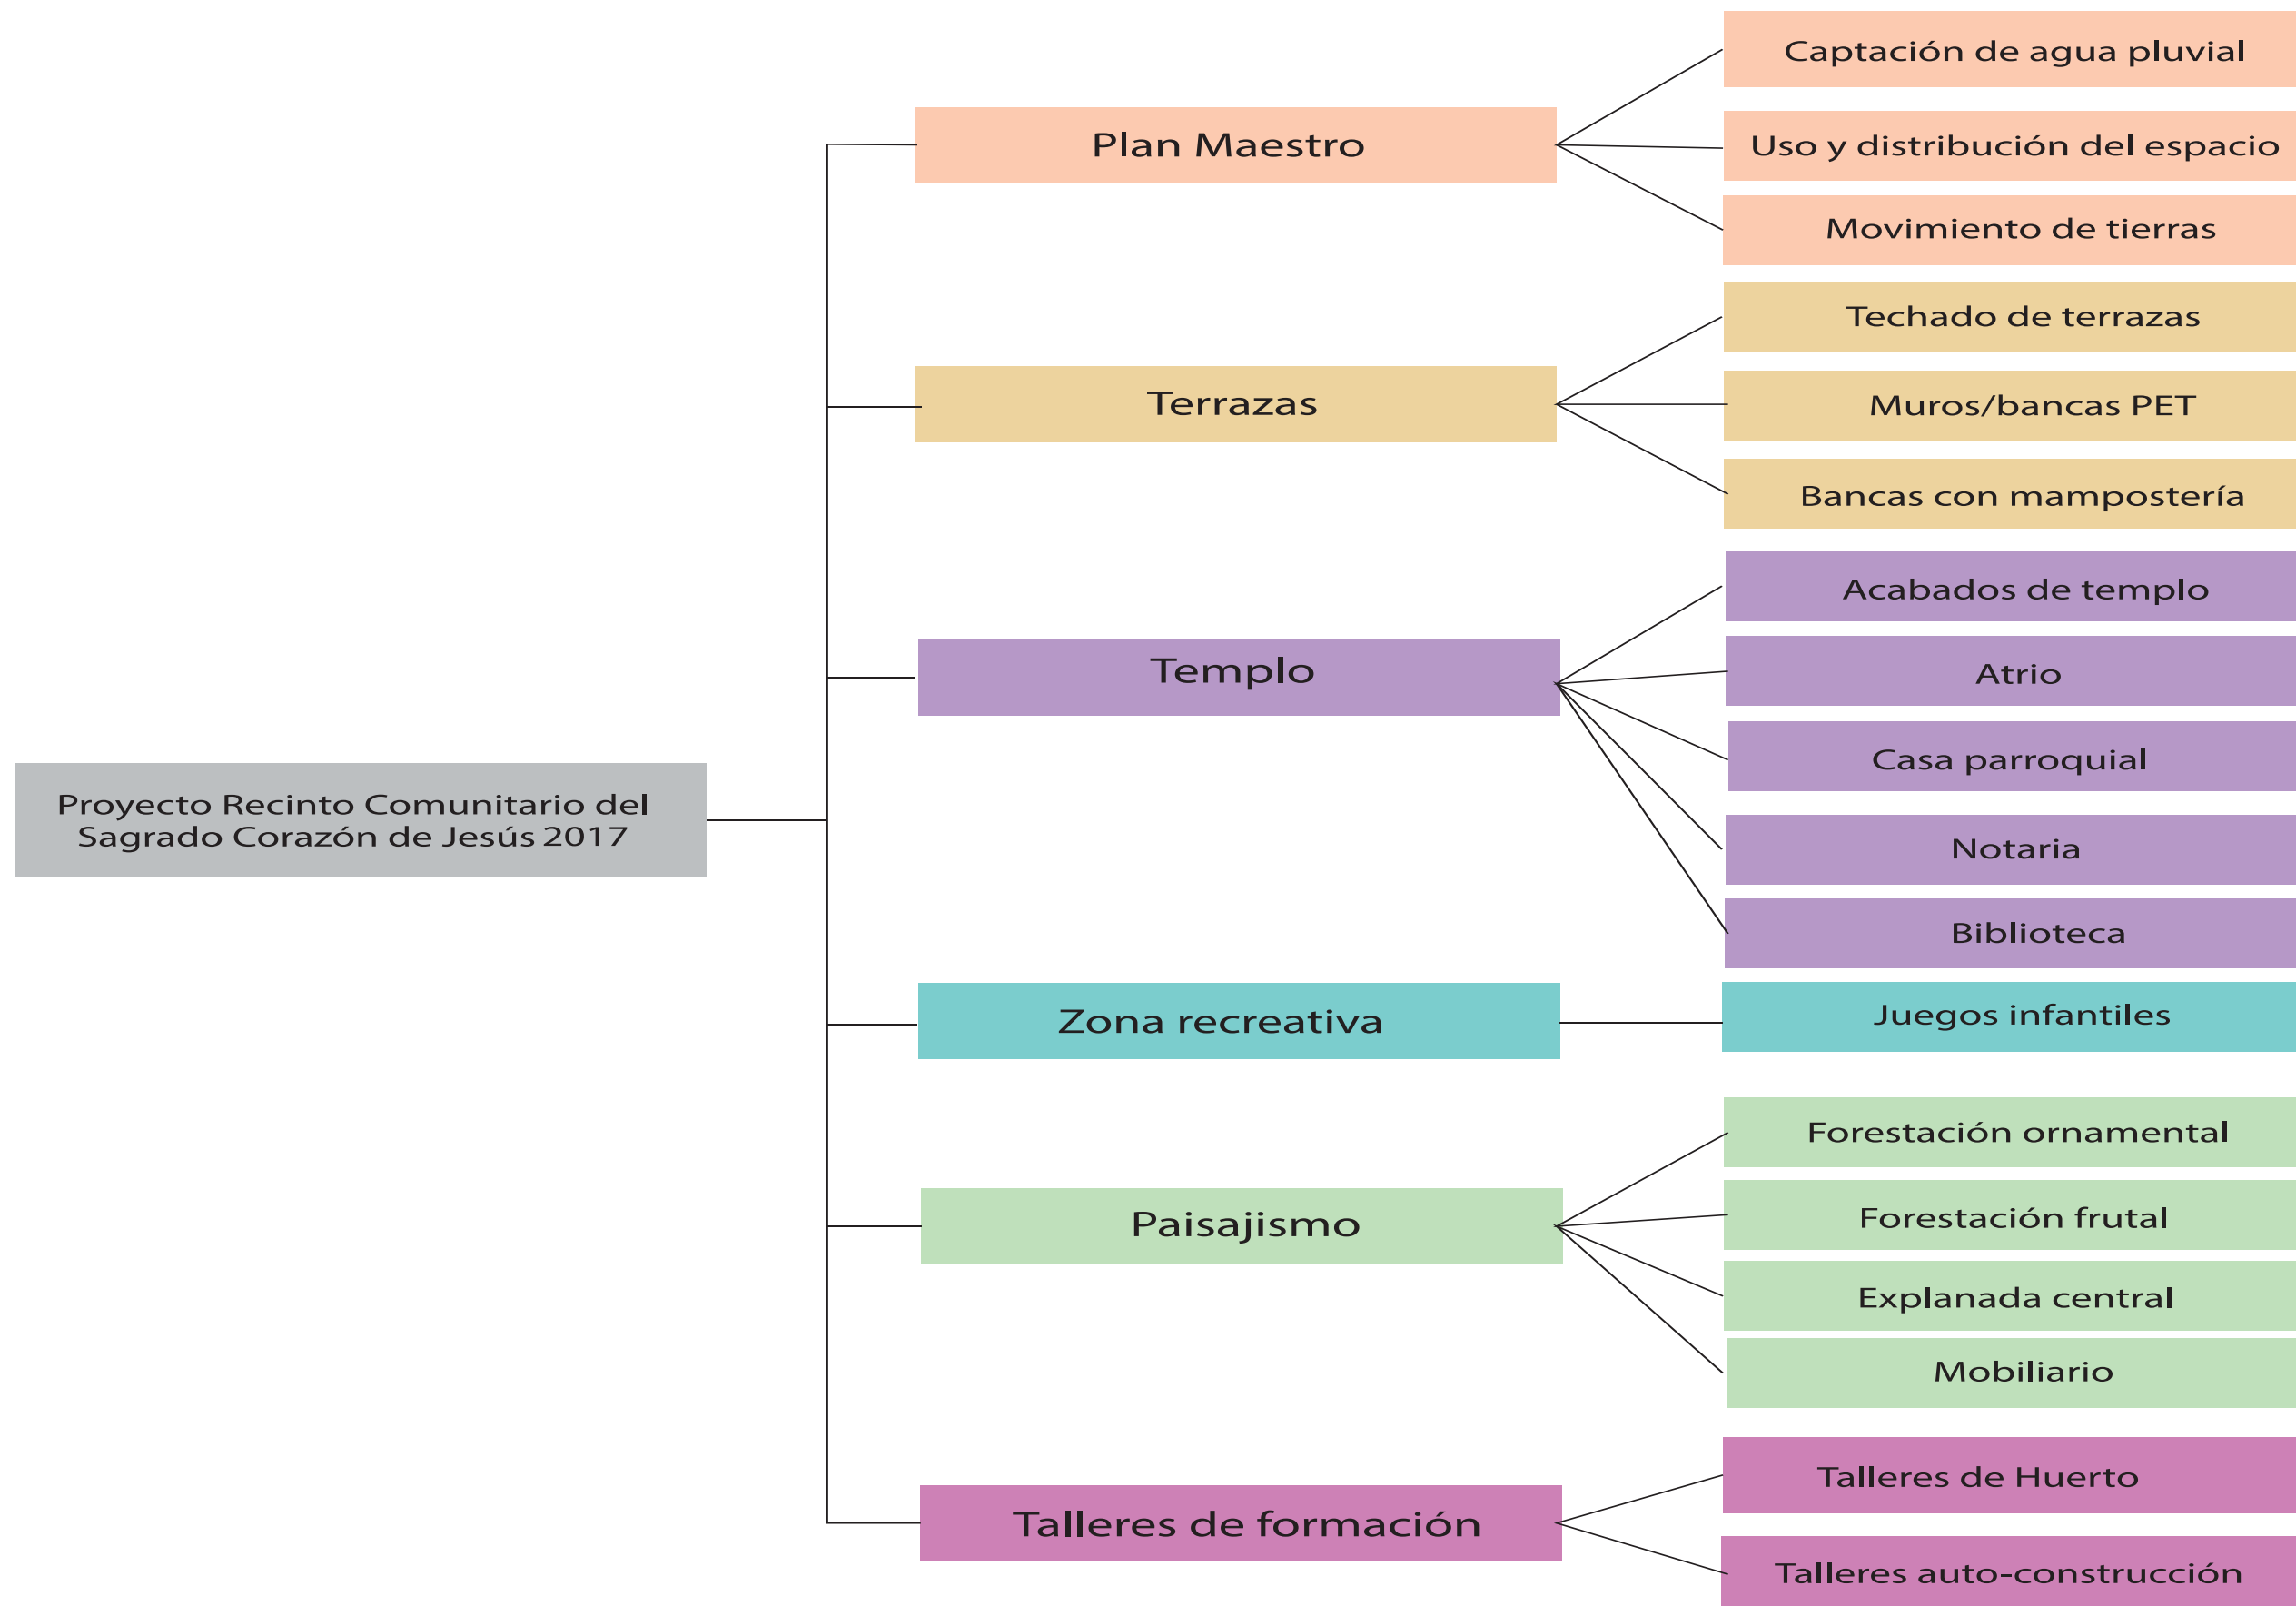 Proyecto Recinto Comunitario del
Sagrado Corazón de Jesús 2017
Plan Maestro
Captación de agua pluvial
Uso y distribución del espacio
Movimiento de tierras
Terrazas
Techado de terrazas
Muros/bancas PET
Bancas con mampostería
Templo
Acabados de templo
Atrio
Casa parroquial
Notaria
Biblioteca
Zona recreativa
Juegos infantiles
Paisajismo
Forestación ornamental
Forestación frutal
Explanada central
Mobiliario
Talleres de formación
Talleres de Huerto
Talleres auto-construcción